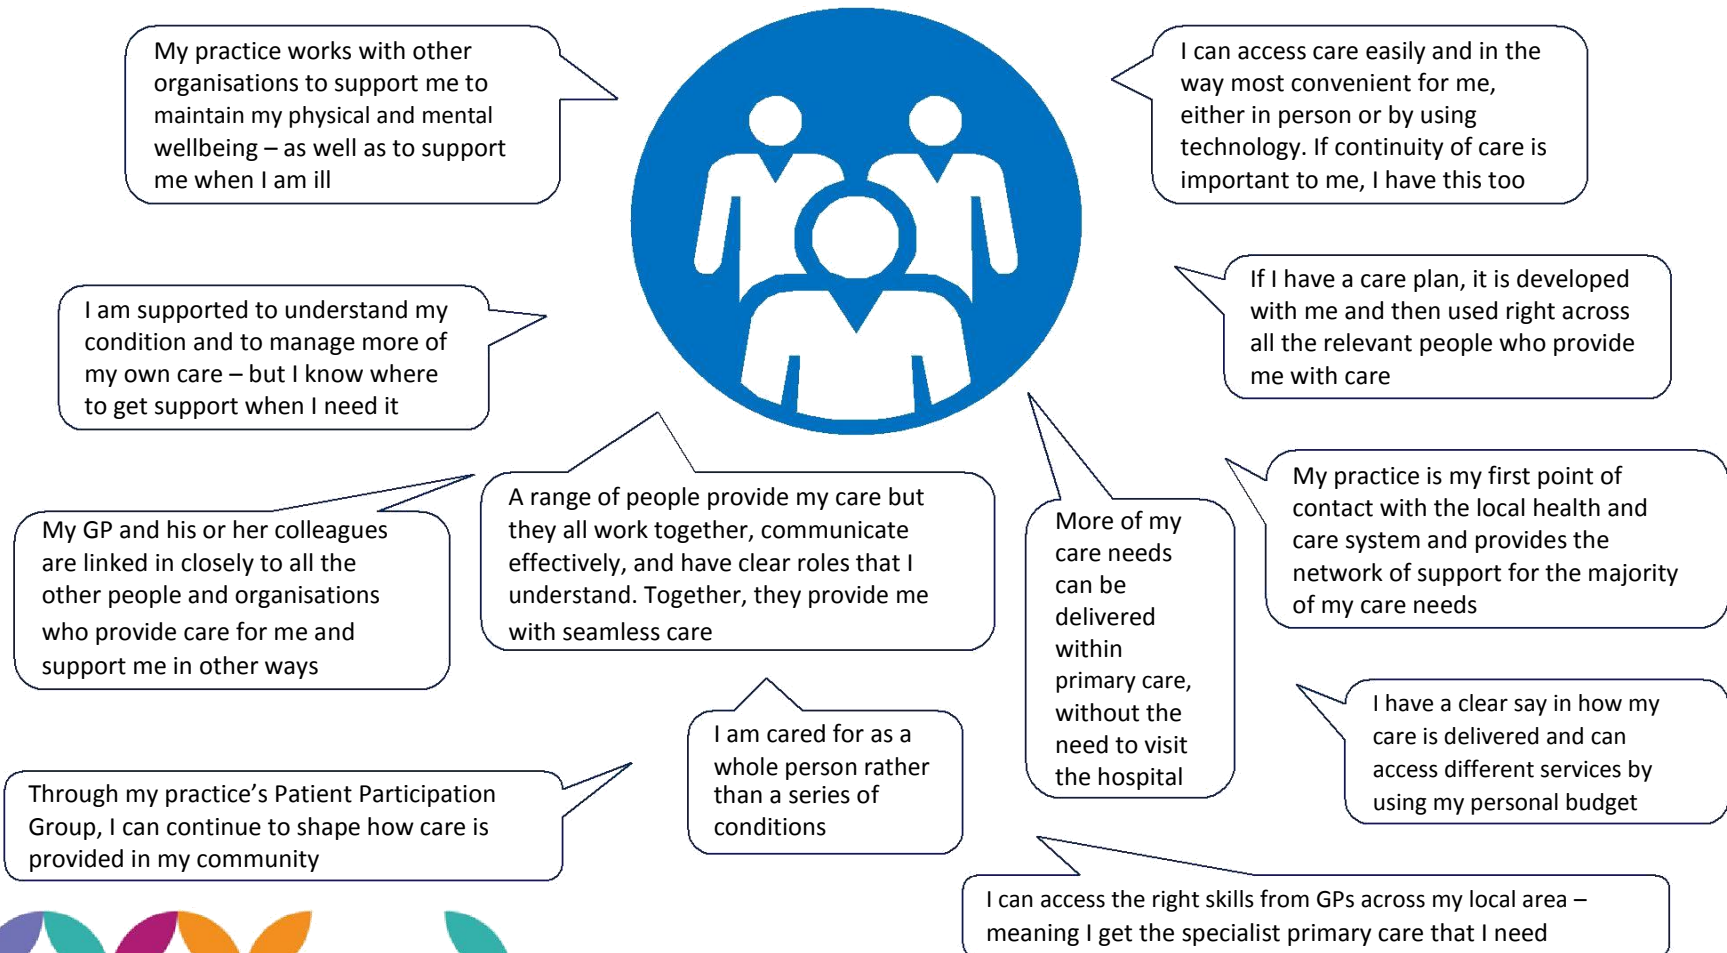 My practice works with other
organisations to support me to
maintain my physical and mental
wellbeing – as well as to support
me when I am ill
I can access care easily and in the
way most convenient for me,
either in person or by using
technology. If continuity of care is
important to me, I have this too
I am supported to understand my
condition and to manage more of
my own care – but I know where
to get support when I need it
If I have a care plan, it is developed
with me and then used right across
all the relevant people who provide
me with care
My GP and his or her colleagues
are linked in closely to all the
other people and organisations
who provide care for me and
support me in other ways
A range of people provide my care but
they all work together, communicate
effectively, and have clear roles that I
understand. Together, they provide me
with seamless care
More of my
care needs
can be
delivered
within
primary care,
without the
need to visit
the hospital
My practice is my first point of
contact with the local health and
care system and provides the
network of support for the majority
of my care needs
I am cared for as a
whole person rather
than a series of
conditions
I have a clear say in how my
care is delivered and can
access different services by
using my personal budget
Through my practice’s Patient Participation
Group, I can continue to shape how care is
provided in my community
I can access the right skills from GPs across my local area –
meaning I get the specialist primary care that I need